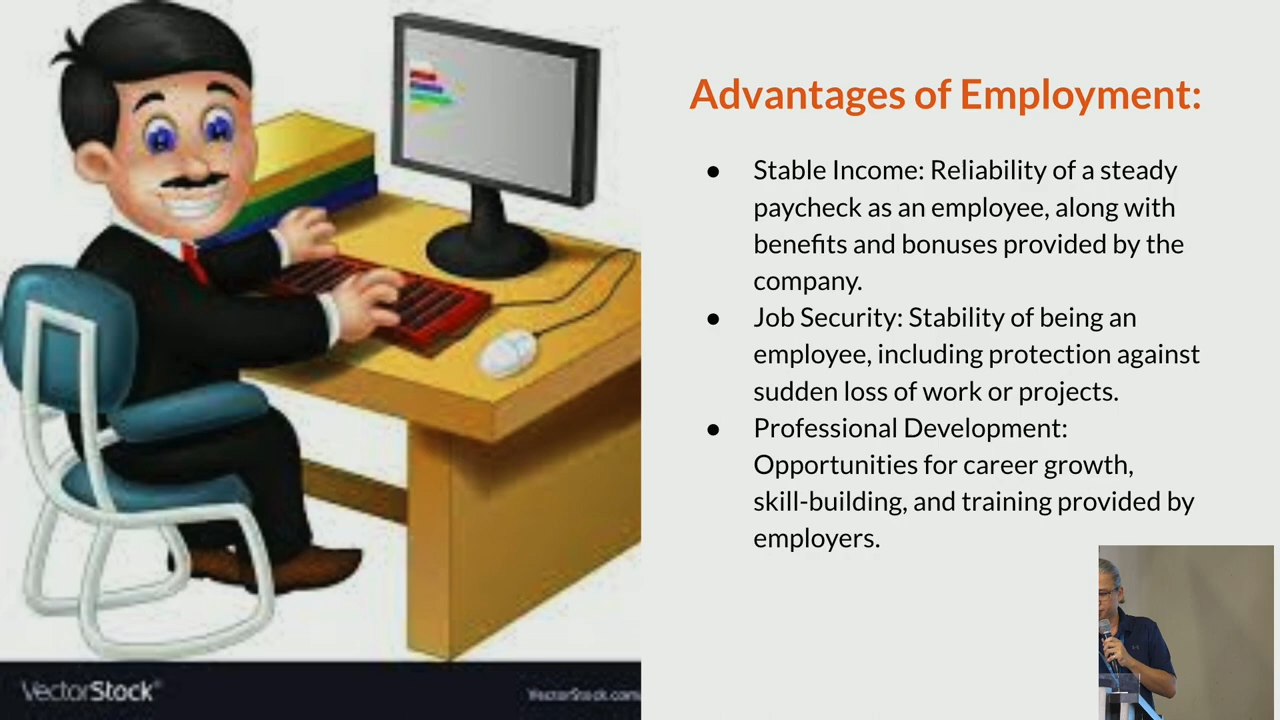 Advantages of Employment:
● Stable Income: Reliability of a steady
paycheck as an employee, along with
benefits and bonuses provided by the
company.
● Job Security: Stability of being an
employee, including protection against
sudden loss of work or projects.
● Professional Development:
Opportunities for career growth,
skill-building, and training provided by
employers.
VectorStock®
VectorStock.com